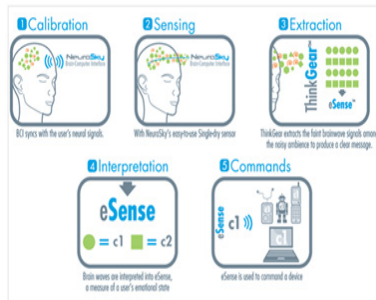 1 Calibration
NeuroSky
Brain-Computer Interface
BCI syncs with the user's neural signals.
2 Sensing
NeuroSky
Brain-Computer Interface
With NeuroSky's easy-to-use Single-dry sensor
3 Extraction
ThinkGear™
eSense™
ThinkGear extracts the faint brainwave signals among
the noisy ambience to produce a clear message.
4 Interpretation
eSense
= c1 = c2
Brain waves are interpreted into eSense,
a measure of a user's emotional state
5 Commands
eSense
c1
c1
eSense is used to command a device